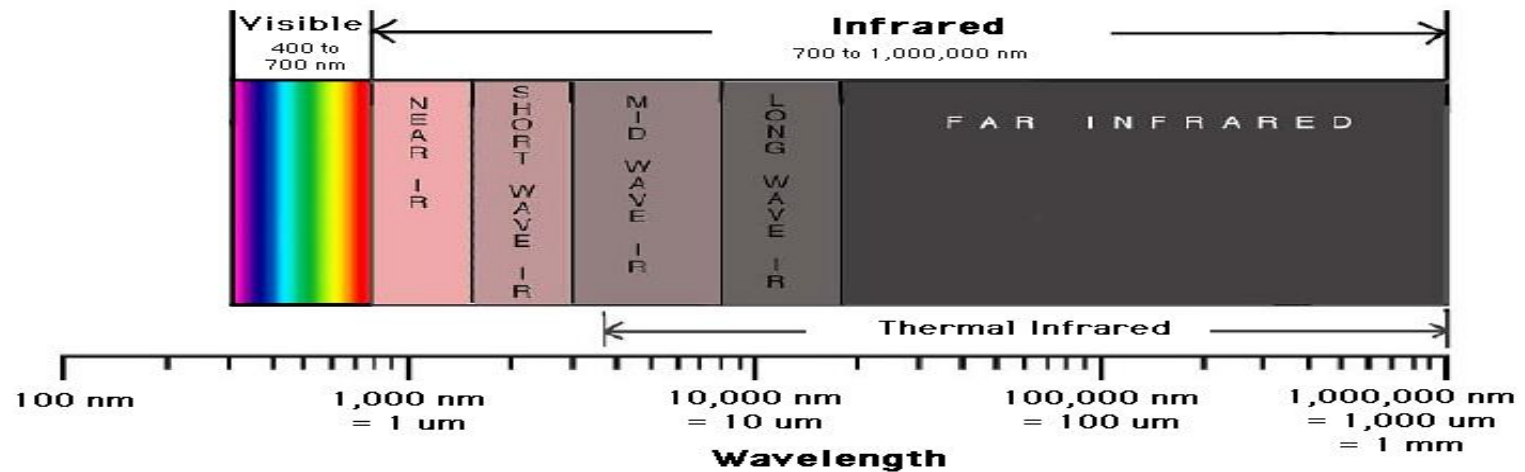 Visible
400 to
700 nm
Infrared
700 to 1,000,000 nm
NEAR IR
SHORT WAVE IR
MID WAVE IR
LONG WAVE IR
FAR INFRARED
Thermal Infrared
100 nm
1,000 nm
= 1 um
10,000 nm
= 10 um
100,000 nm
= 100 um
1,000,000 nm
= 1,000 um
= 1 mm
Wavelength